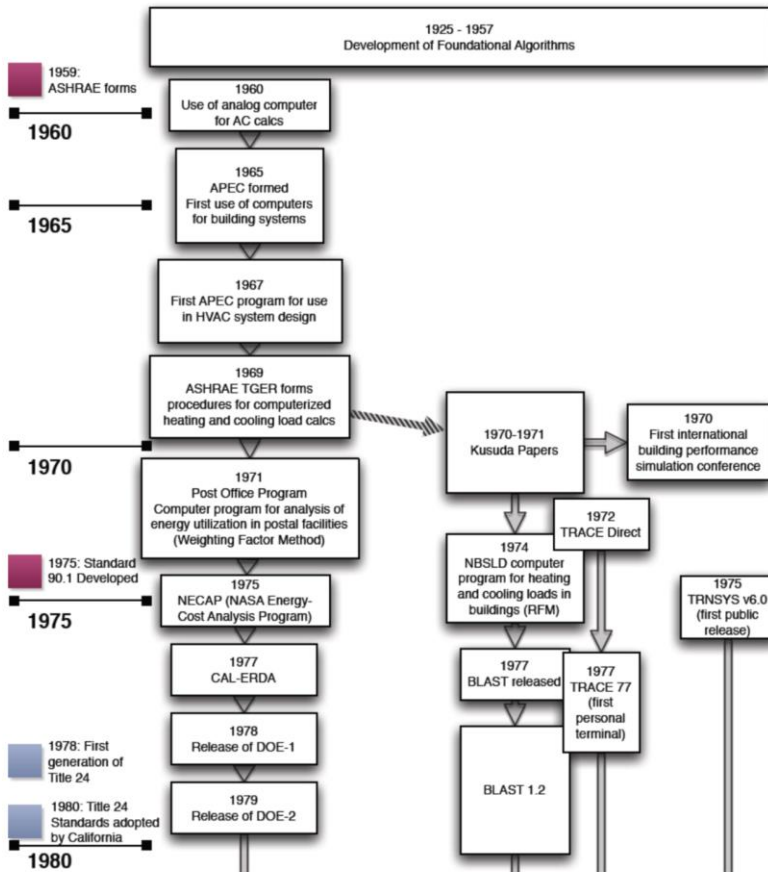 1925 - 1957
Development of Foundational Algorithms
1959:
ASHRAE forms
1960
1960
Use of analog computer
for AC calcs
1965
1965
APEC formed
First use of computers
for building systems
1967
First APEC program for use
in HVAC system design
1969
ASHRAE TGER forms
procedures for computerized
heating and cooling load calcs
1970
1970-1971
Kusuda Papers
1970
First international
building performance
simulation conference
1971
Post Office Program
Computer program for analysis of
energy utilization in postal facilities
(Weighting Factor Method)
1972
TRACE Direct
1974
NBSLD computer
program for heating
and cooling loads in
buildings (RFM)
1975: Standard
90.1 Developed
1975
1975
NECAP (NASA Energy-
Cost Analysis Program)
1975
TRNSYS v6.0
(first public
release)
1977
CAL-ERDA
1977
BLAST released
1977
TRACE 77
(first
personal
terminal)
1978
Release of DOE-1
1978: First
generation of
Title 24
BLAST 1.2
1979
Release of DOE-2
1980: Title 24
Standards adopted
by California
1980